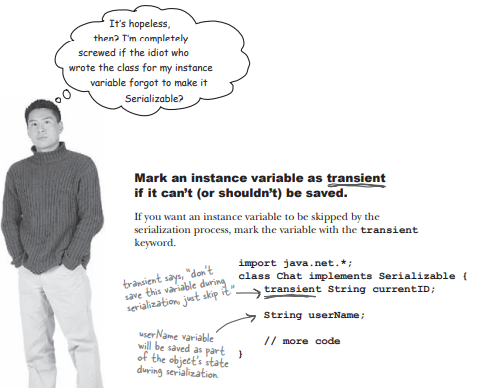 It's hopeless,
then? I'm completely
screwed if the idiot who
wrote the class for my instance
variable forgot to make it
Serializable?
Mark an instance variable as transient
if it can't (or shouldn't) be saved.
If you want an instance variable to be skipped by the
serialization process, mark the variable with the transient
keyword.
transient says, "don't
save this variable during
serialization, just skip it"
userName variable
will be saved as part
of the object's state
during serialization.
import java.net.*;
class Chat implements Serializable {
transient String currentID;
String userName;
// more code
}